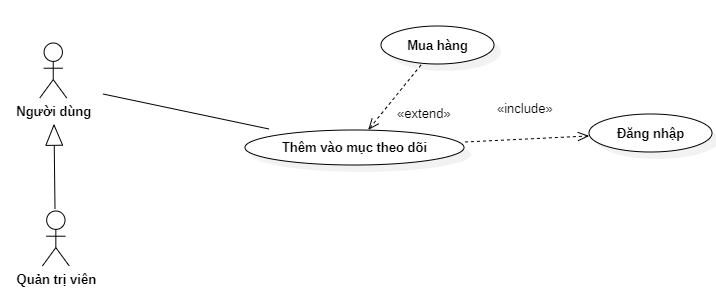 Mua hàng
Người dùng
«extend»
«include»
Thêm vào mục theo dõi
Đăng nhập
Quản trị viên